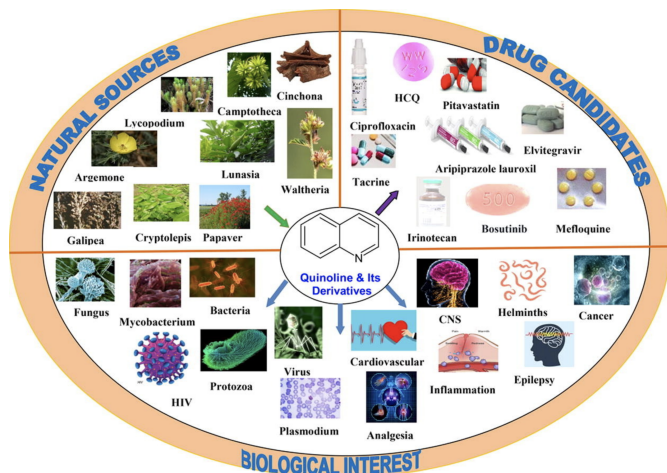 NATURAL SOURCES
DRUG CANDIDATES
Cinchona
Camptotheca
Lycopodium
Argemone
Lunasia
Waltheria
Galipea
Cryptolepis
Papaver
HCQ
Pitavastatin
Ciprofloxacin
Elvitegravir
Aripiprazole lauroxil
Tacrine
Irinotecan
500
Bosutinib
Mefloquine
N
Quinoline & Its
Derivatives
Fungus
Mycobacterium
Bacteria
HIV
Protozoa
Virus
Plasmodium
Cardiovascular
Analgesia
CNS
Helminths
Cancer
Inflammation
Epilepsy
BIOLOGICAL INTEREST